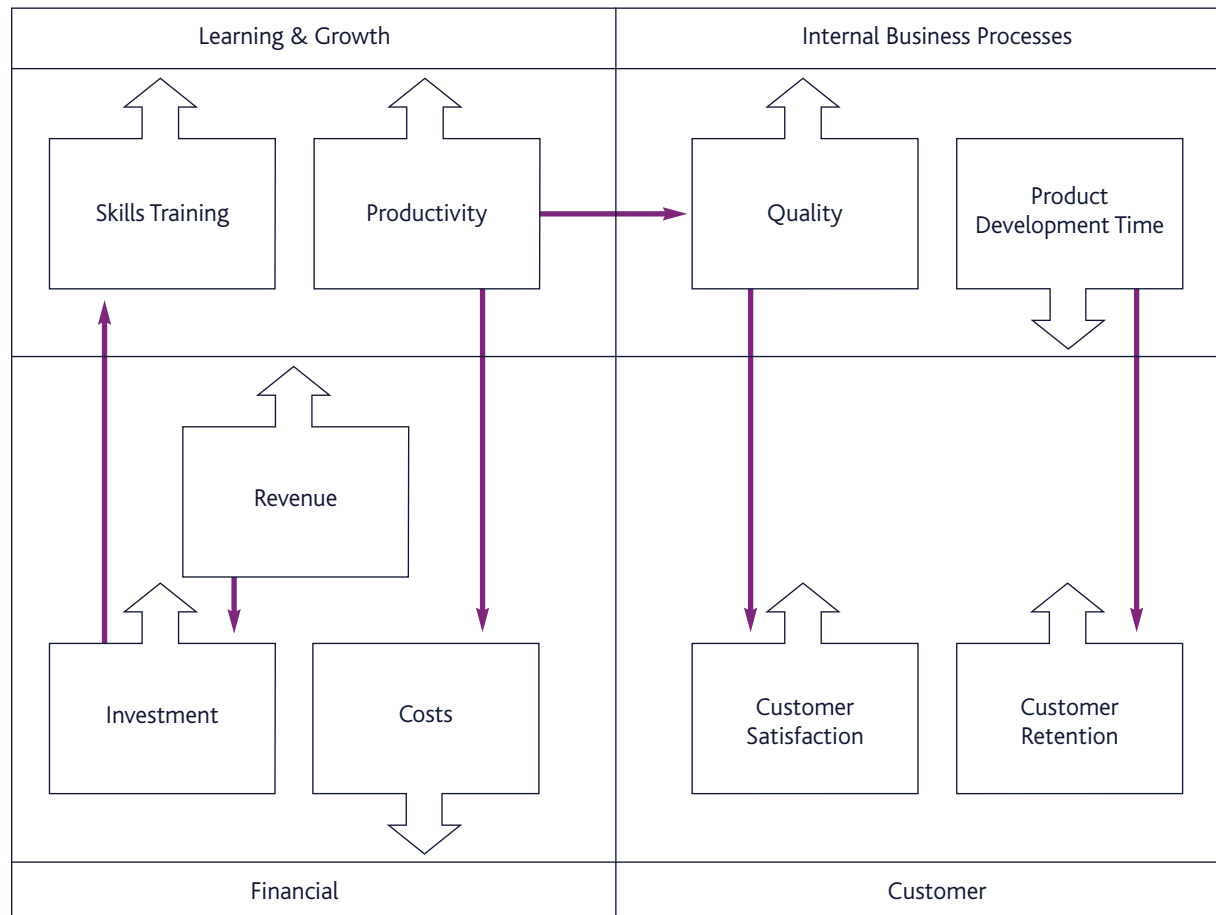 Learning & Growth
Internal Business Processes
Skills Training
Productivity
Quality
Product
Development Time
Revenue
Investment
Costs
Customer
Satisfaction
Customer
Retention
Financial
Customer